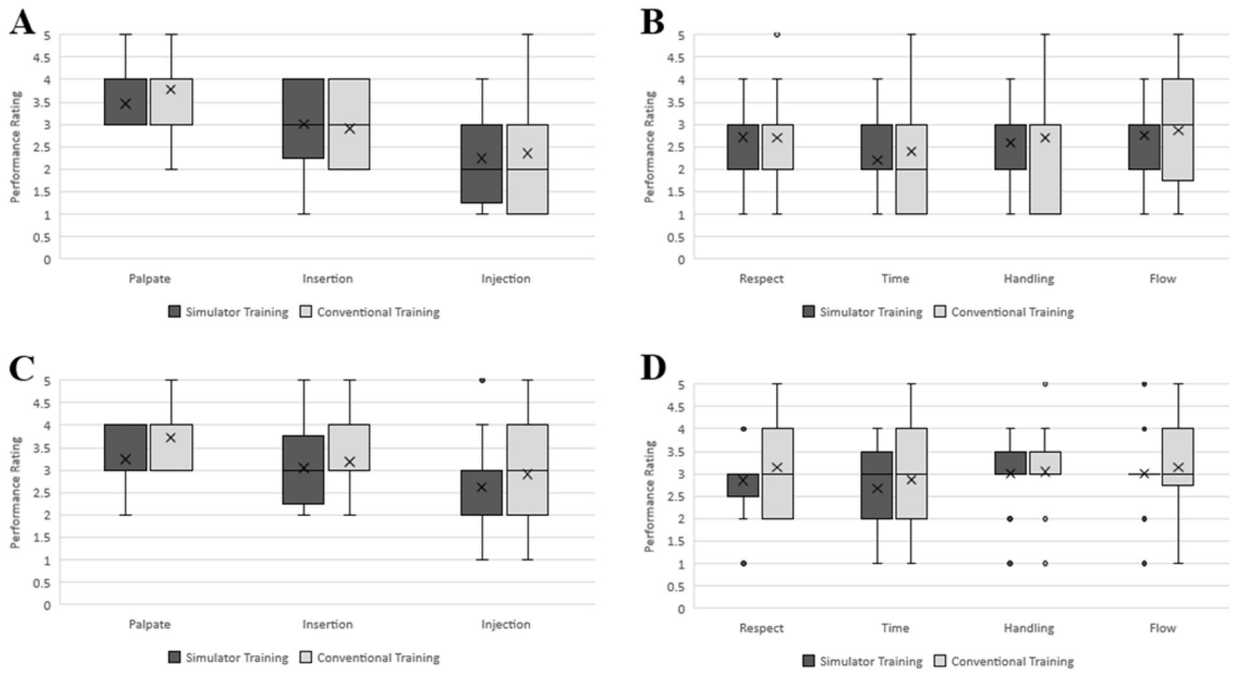 A
5
4.5
4
3.5
3
2.5
2
1.5
1
0.5
0
Performance Rating
Palpate Insertion Injection
Simulator Training Conventional Training
B
5
4.5
4
3.5
3
2.5
2
1.5
1
0.5
0
Performance Rating
Respect Time Handling Flow
Simulator Training Conventional Training
C
5
4.5
4
3.5
3
2.5
2
1.5
1
0.5
0
Performance Rating
Palpate Insertion Injection
Simulator Training Conventional Training
D
5
4.5
4
3.5
3
2.5
2
1.5
1
0.5
0
Performance Rating
Respect Time Handling Flow
Simulator Training Conventional Training